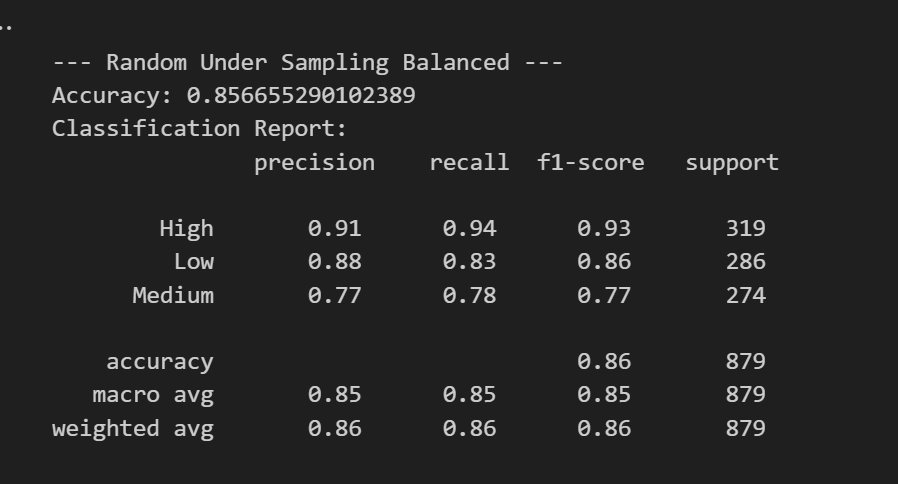 --- Random Under Sampling Balanced ---
Accuracy: 0.856655290102389
Classification Report:
precision recall f1-score support
High 0.91 0.94 0.93 319
Low 0.88 0.83 0.86 286
Medium 0.77 0.78 0.77 274
accuracy 0.86 879
macro avg 0.85 0.85 0.85 879
weighted avg 0.86 0.86 0.86 879